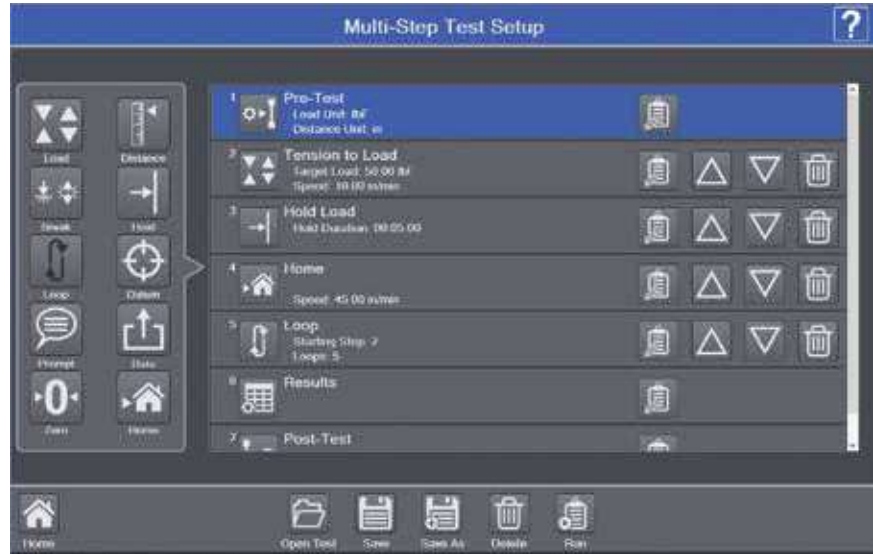 Multi-Step Test Setup
?
Load
Distance
Break
Hold
Loop
Datum
Prompt
Data
0
Zero
Home
1
Pre-Test
Load Unit: lbF
Distance Unit: in
2
Tension to Load
Target Load: 50.00 lbF
Speed: 10.00 in/min
3
Hold Load
Hold Duration: 00:05.00
4
Home
Speed: 45.00 in/min
5
Loop
Starting Step: 2
Loops: 5
6
Results
7
Post-Test
Home
Open Test
Save
Save As
Delete
Run